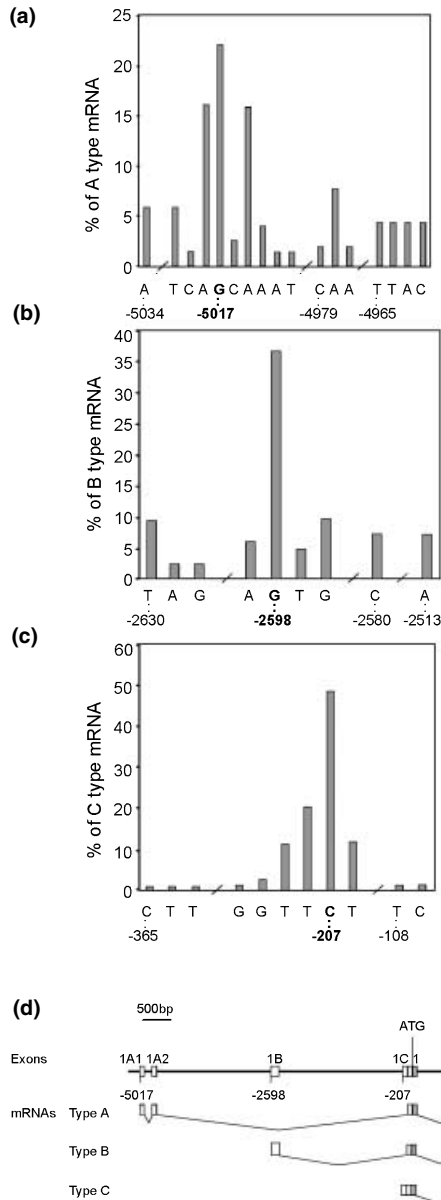 (a)
% of A type mRNA
25
20
15
10
5
0
A T C A G C A A A T C A A T T A C
-5034 -5017 -4979 -4965
(b)
% of B type mRNA
40
35
30
25
20
15
10
5
0
T A G A G T G C A
-2630 -2598 -2580 -2513
(c)
% of C type mRNA
60
50
40
30
20
10
0
C T T G G T T C T T C
-365 -207 -108
(d)
500bp
ATG
Exons 1A1 1A2 1B 1C 1
-5017 -2598 -207
mRNAs Type A
Type B
Type C